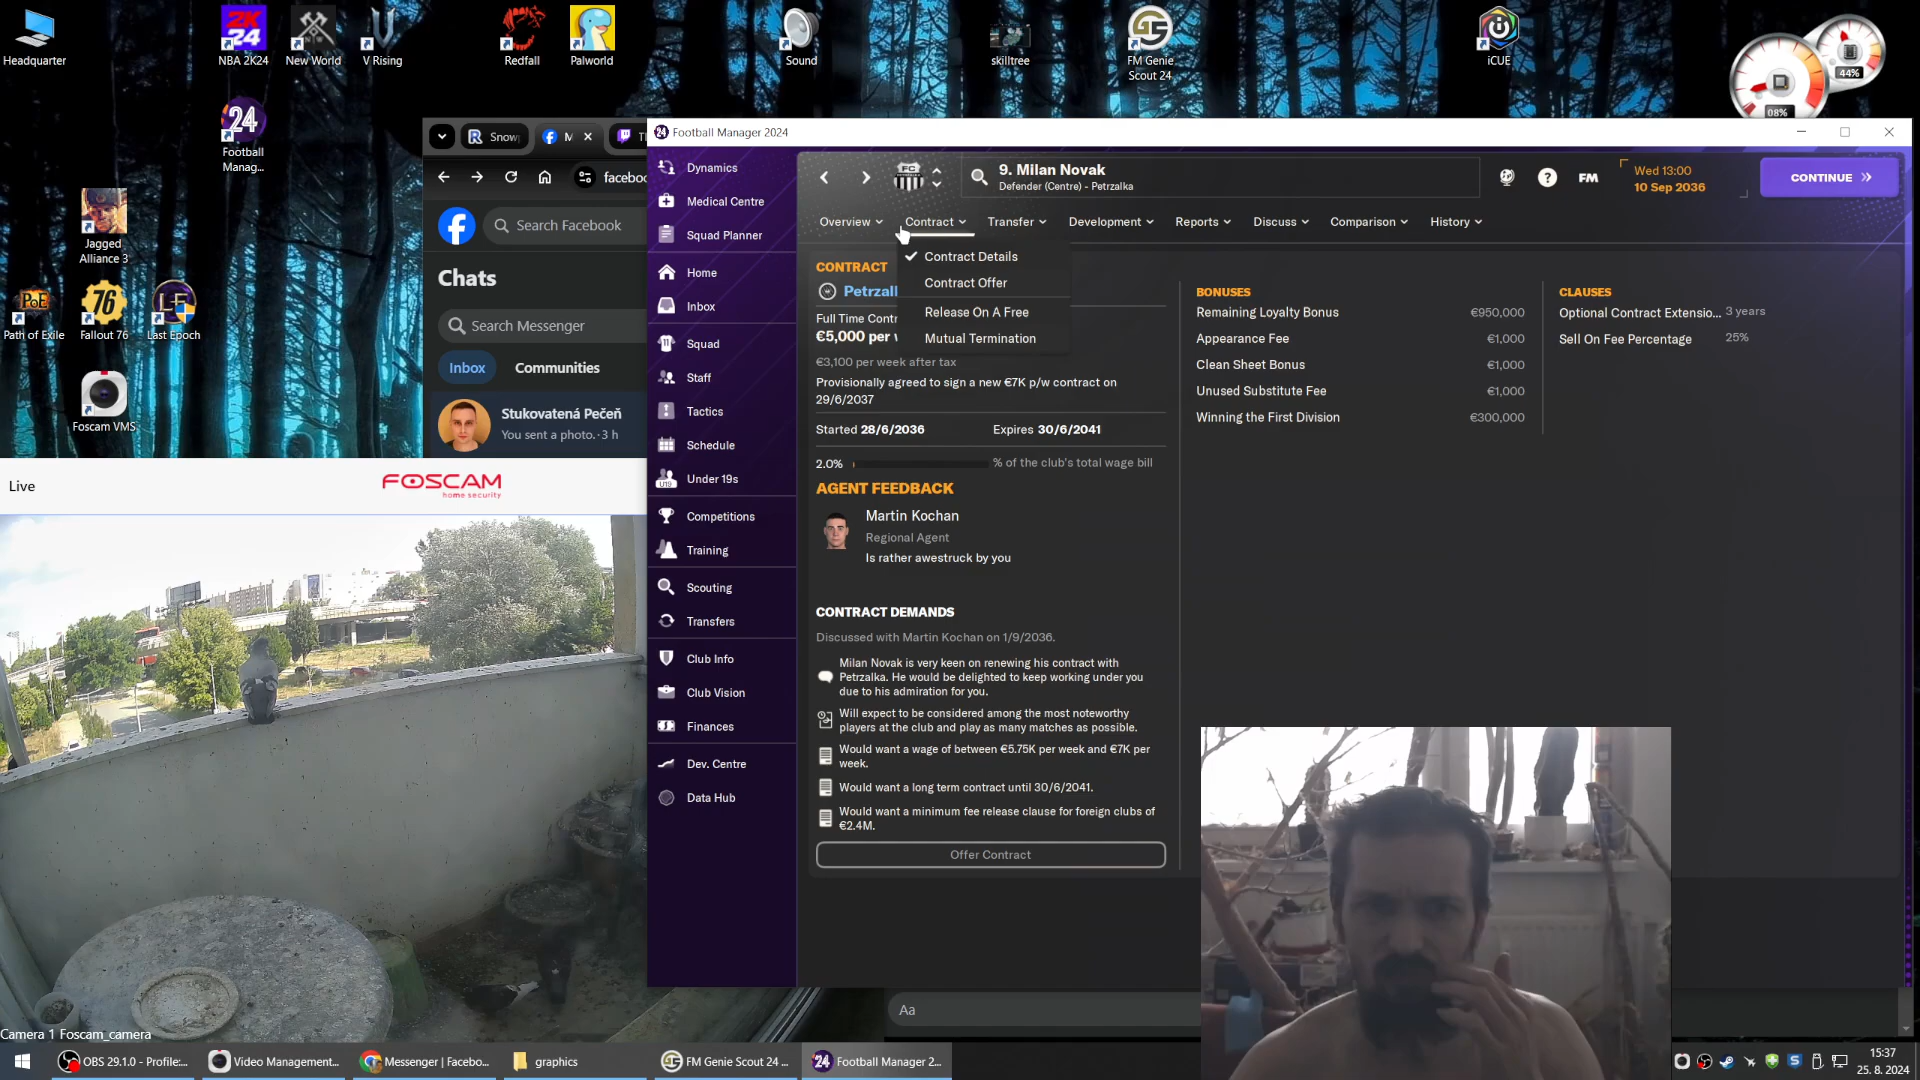 Headquarter
NBA 2K24
New World
V Rising
Redfall
Palworld
Sound
skilltree
FM Genie
Scout 24
iCUE
44%
08%
Football
Manag...
Jagged
Alliance 3
Path of Exile
Fallout 76
Last Epoch
Foscam VMS
Snow
M
facebo
Search Facebook
Chats
Search Messenger
Inbox
Communities
Stukovatená Pečeň
You sent a photo. · 3 h
Live
FOSCAM
home security
Camera 1 Foscam_camera
Football Manager 2024
Dynamics
Medical Centre
Squad Planner
Home
Inbox
Squad
Staff
Tactics
Schedule
Under 19s
Competitions
Training
Scouting
Transfers
Club Info
Club Vision
Finances
Dev. Centre
Data Hub
9. Milan Novak
Defender (Centre) - Petrzalka
FM
Wed 13:00
10 Sep 2036
CONTINUE
Overview
Contract
Transfer
Development
Reports
Discuss
Comparison
History
Contract Details
Contract Offer
Release On A Free
Mutual Termination
CONTRACT
Petrzall
Full Time Contr
€5,000 per
€3,100 per week after tax
Provisionally agreed to sign a new €7K p/w contract on
29/6/2037
Started 28/6/2036
Expires 30/6/2041
2.0%
% of the club's total wage bill
AGENT FEEDBACK
Martin Kochan
Regional Agent
Is rather awestruck by you
CONTRACT DEMANDS
Discussed with Martin Kochan on 1/9/2036.
Milan Novak is very keen on renewing his contract with
Petrzalka. He would be delighted to keep working under you
due to his admiration for you.
Will expect to be considered among the most noteworthy
players at the club and play as many matches as possible.
Would want a wage of between €5.75K per week and €7K per
week.
Would want a long term contract until 30/6/2041.
Would want a minimum fee release clause for foreign clubs of
€2.4M.
Offer Contract
BONUSES
Remaining Loyalty Bonus €950,000
Appearance Fee €1,000
Clean Sheet Bonus €1,000
Unused Substitute Fee €1,000
Winning the First Division €300,000
CLAUSES
Optional Contract Extensio... 3 years
Sell On Fee Percentage 25%
Aa
OBS 29.1.0 - Profile:...
Video Management...
Messenger | Facebo...
graphics
FM Genie Scout 24 ...
Football Manager 2...
15:37
25. 8. 2024